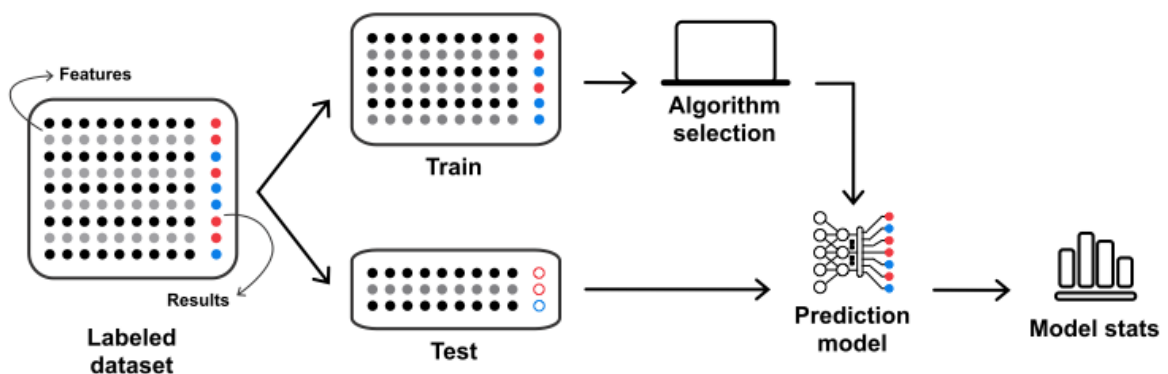 Features
Results
Labeled
dataset
Train
Test
Algorithm
selection
Prediction
model
Model stats